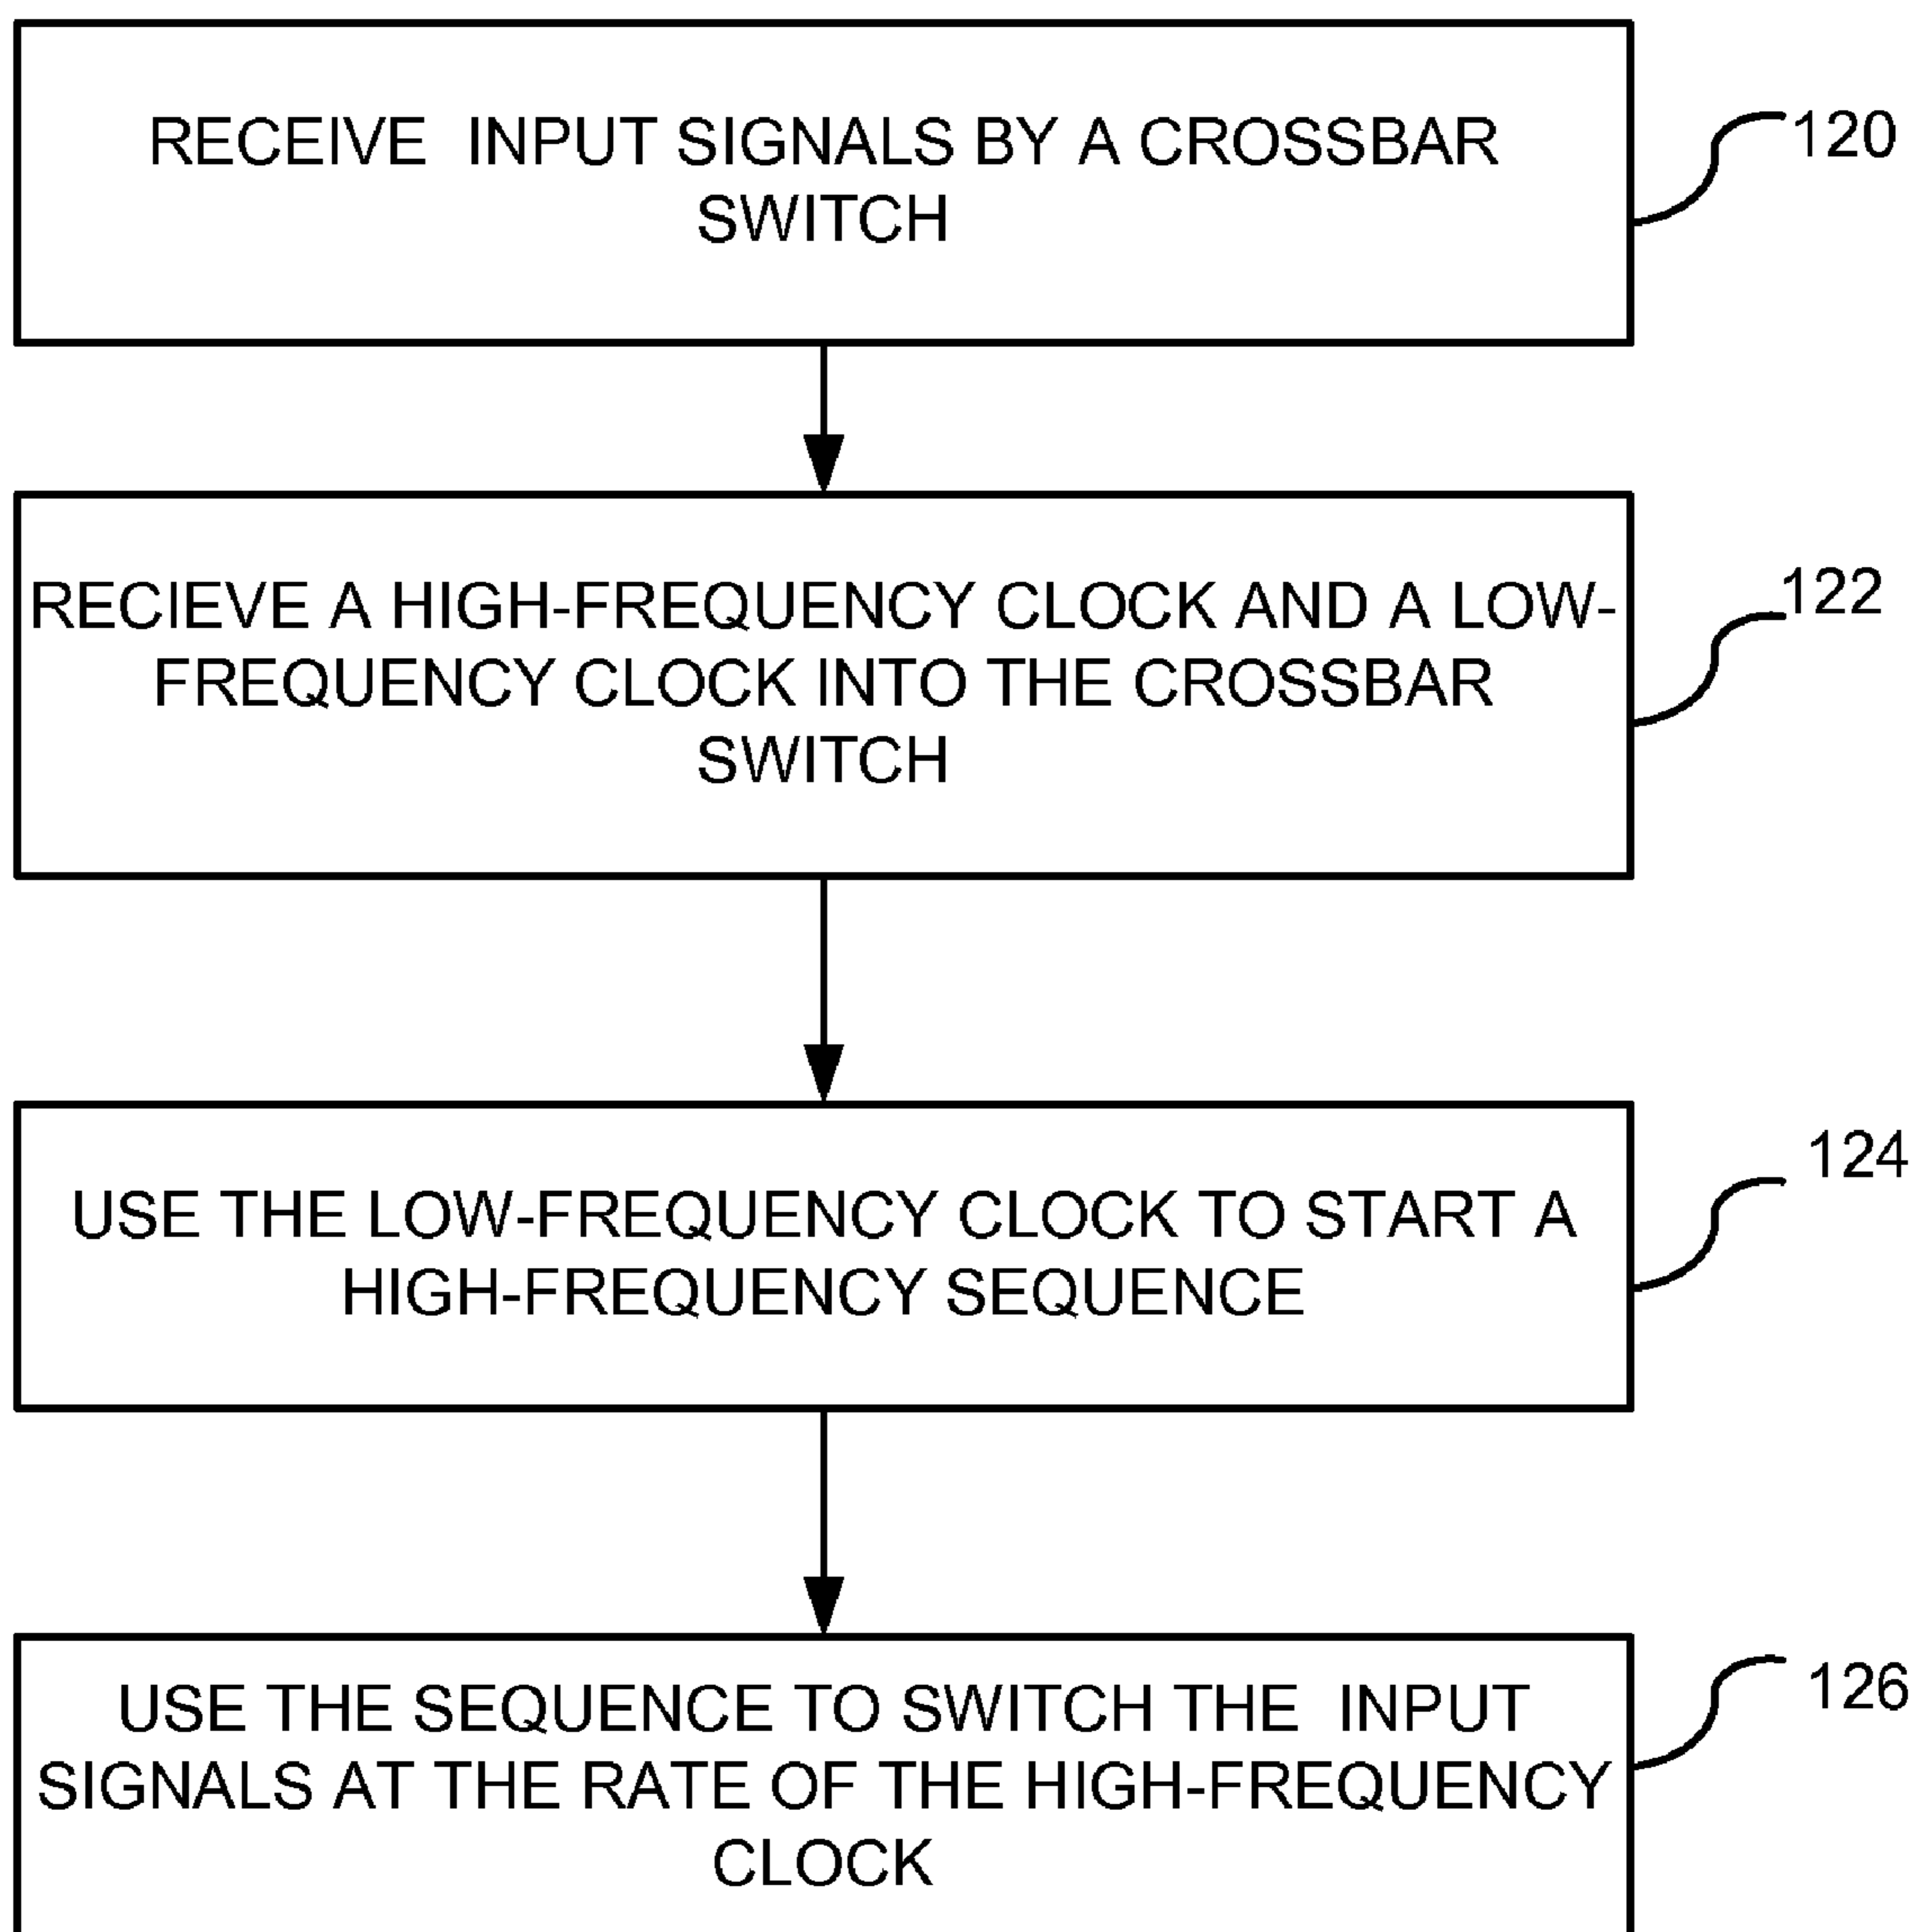 RECEIVE INPUT SIGNALS BY A CROSSBAR
SWITCH
120
RECIEVE A HIGH-FREQUENCY CLOCK AND A LOW-
FREQUENCY CLOCK INTO THE CROSSBAR
SWITCH
122
USE THE LOW-FREQUENCY CLOCK TO START A
HIGH-FREQUENCY SEQUENCE
124
USE THE SEQUENCE TO SWITCH THE INPUT
SIGNALS AT THE RATE OF THE HIGH-FREQUENCY
CLOCK
126